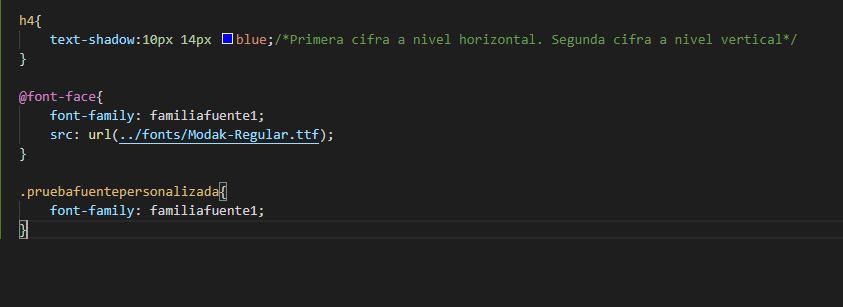 h4{
    text-shadow:10px 14px blue;/*Primera cifra a nivel horizontal. Segunda cifra a nivel vertical*/
}
@font-face{
    font-family: familiafuente1;
    src: url(../fonts/Modak-Regular.ttf);
}
.pruebafuentepersonalizada{
    font-family: familiafuente1;
}